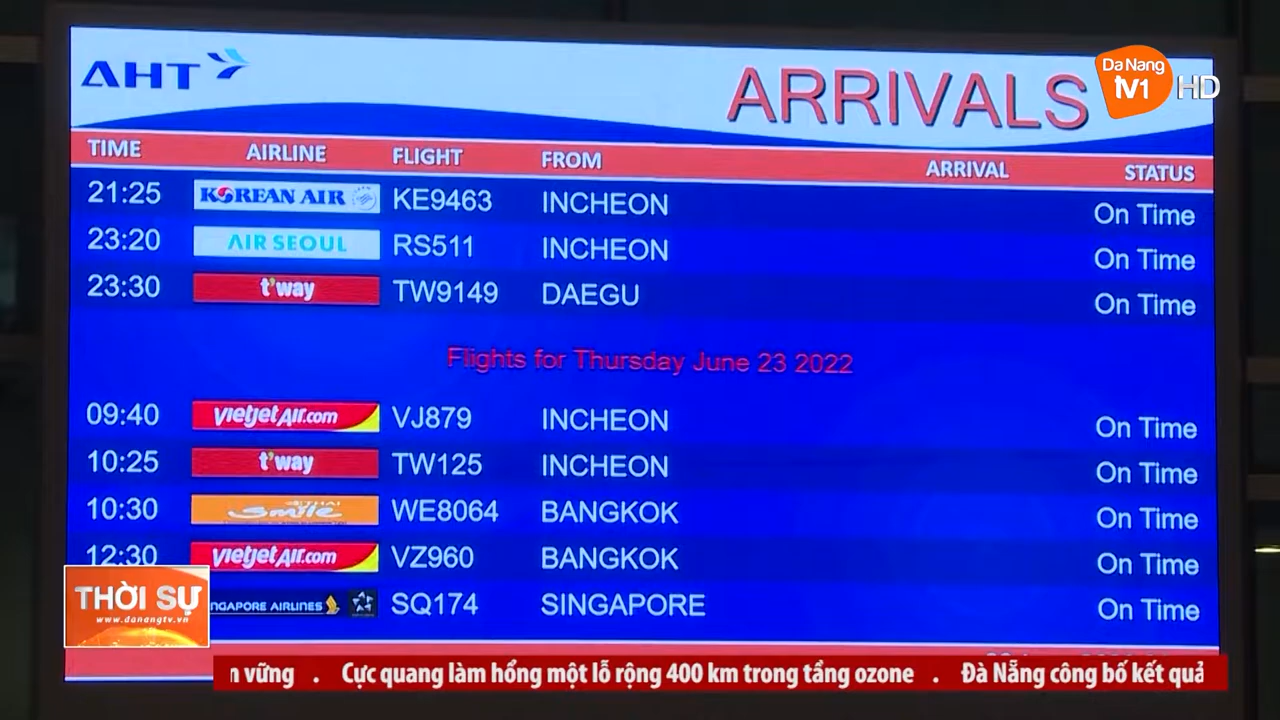 AHT
ARRIVALS
Da Nang
tv1 HD
TIME AIRLINE FLIGHT FROM ARRIVAL STATUS
21:25 KOREAN AIR KE9463 INCHEON On Time
23:20 AIR SEOUL RS511 INCHEON On Time
23:30 t'way TW9149 DAEGU On Time
Flights for Thursday June 23 2022
09:40 vietjetAir.com VJ879 INCHEON On Time
10:25 t'way TW125 INCHEON On Time
10:30 THAI smile WE8064 BANGKOK On Time
12:30 vietjetAir.com VZ960 BANGKOK On Time
NGAPORE AIRLINES SQ174 SINGAPORE On Time
THỜI SỰ
www.danangtv.vn
n vững . Cực quang làm hổng một lỗ rộng 400 km trong tầng ozone . Đà Nẵng công bố kết quả